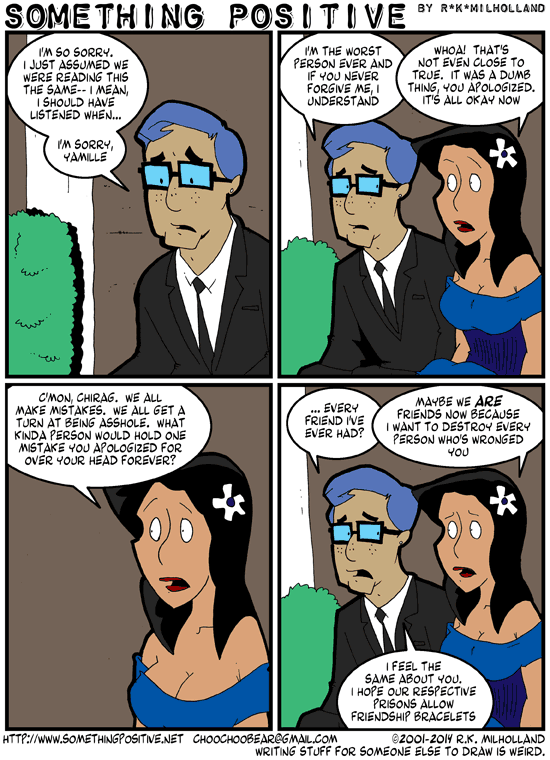 SOMETHING POSITIVE BY R*K*MILHOLLAND
I'M SO SORRY.
I JUST ASSUMED WE
WERE READING THIS
THE SAME-- I MEAN,
I SHOULD HAVE
LISTENED WHEN...
I'M SORRY,
YAMILLE
I'M THE WORST
PERSON EVER AND
IF YOU NEVER
FORGIVE ME, I
UNDERSTAND
WHOA! THAT'S
NOT EVEN CLOSE TO
TRUE. IT WAS A DUMB
THING, YOU APOLOGIZED.
IT'S ALL OKAY NOW
C'MON, CHIRAG. WE ALL
MAKE MISTAKES. WE ALL GET A
TURN AT BEING ASSHOLE. WHAT
KINDA PERSON WOULD HOLD ONE
MISTAKE YOU APOLOGIZED FOR
OVER YOUR HEAD FOREVER?
... EVERY
FRIEND I'VE
EVER HAD?
MAYBE WE ARE
FRIENDS NOW BECAUSE
I WANT TO DESTROY EVERY
PERSON WHO'S WRONGED
YOU
I FEEL THE
SAME ABOUT YOU.
I HOPE OUR RESPECTIVE
PRISONS ALLOW
FRIENDSHIP BRACELETS
HTTP://WWW.SOMETHINGPOSITIVE.NET CHOOCHOOBEAR@GMAIL.COM ©2001-2014 R.K. MILHOLLAND
WRITING STUFF FOR SOMEONE ELSE TO DRAW IS WEIRD.